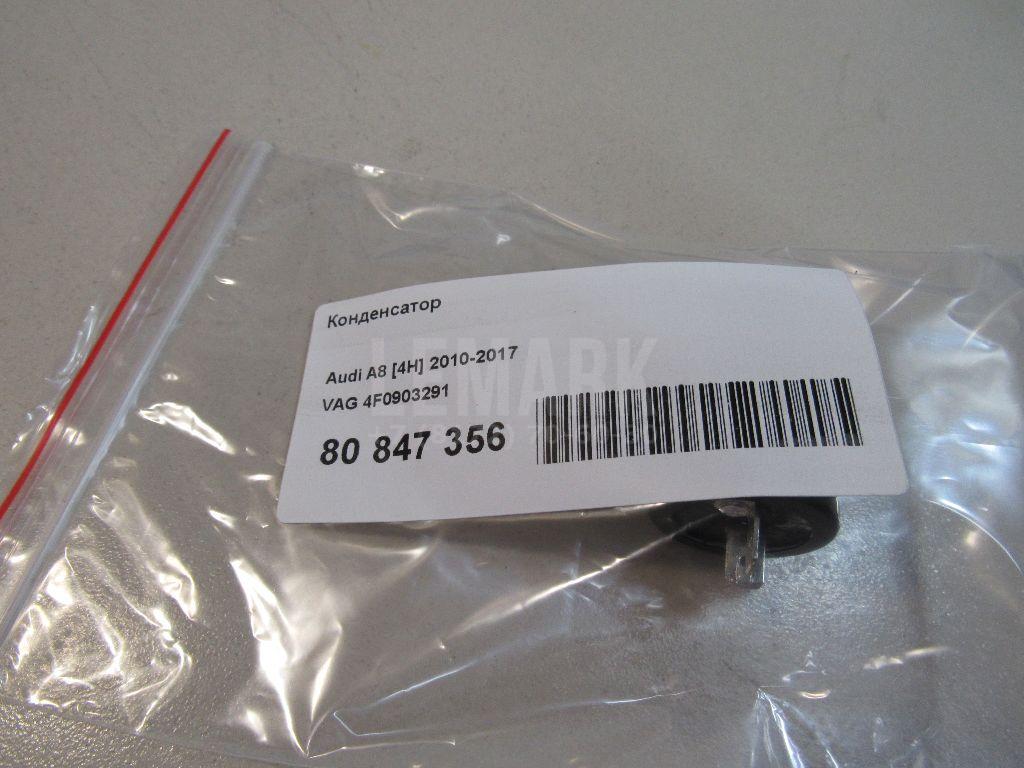 Конденсатор
Audi A8 [4H] 2010-2017
VAG 4F0903291
80 847 356
LEMARK